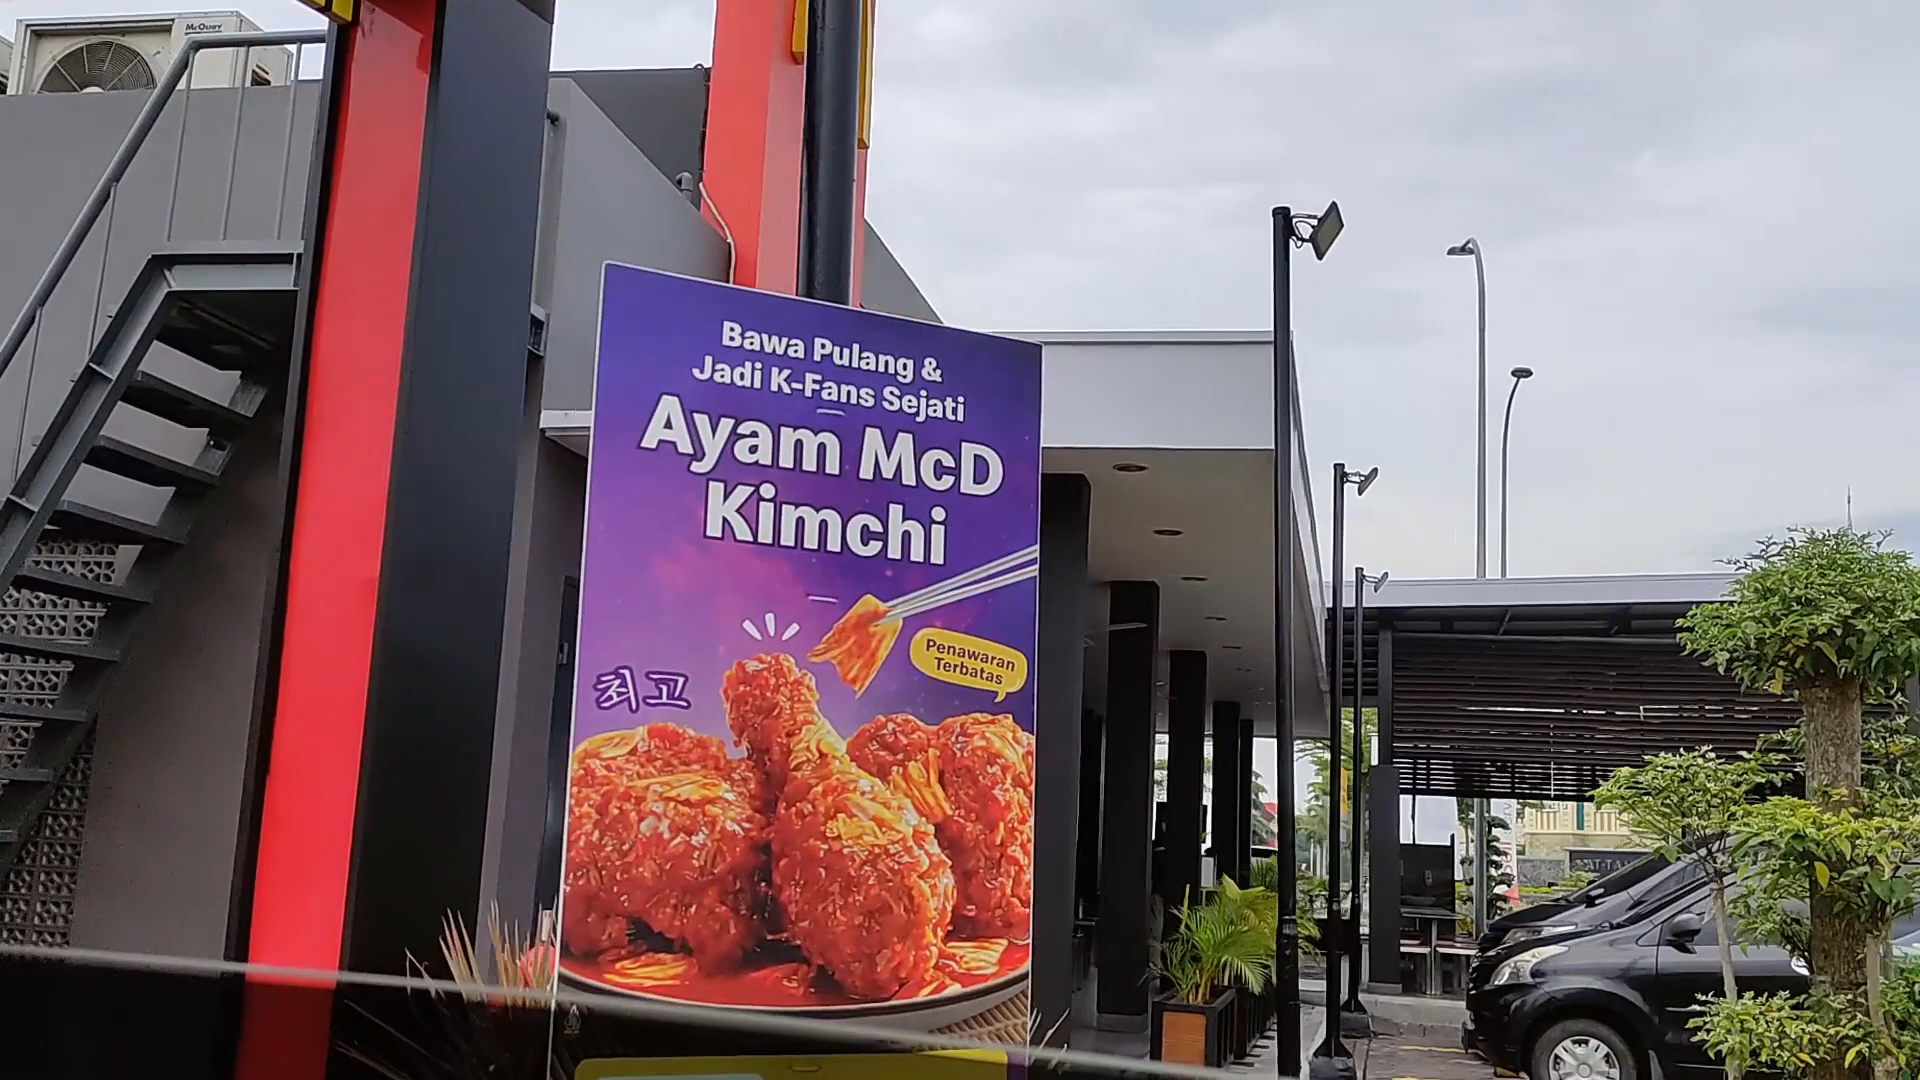 McQuay
Bawa Pulang &
Jadi K-Fans Sejati
Ayam McD
Kimchi
Penawaran
Terbatas
최고